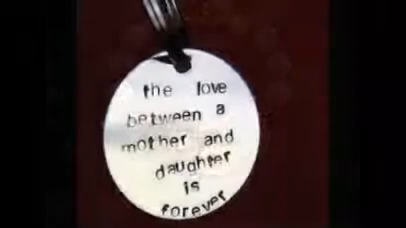 the love
between a
mother and
daughter
is
forever